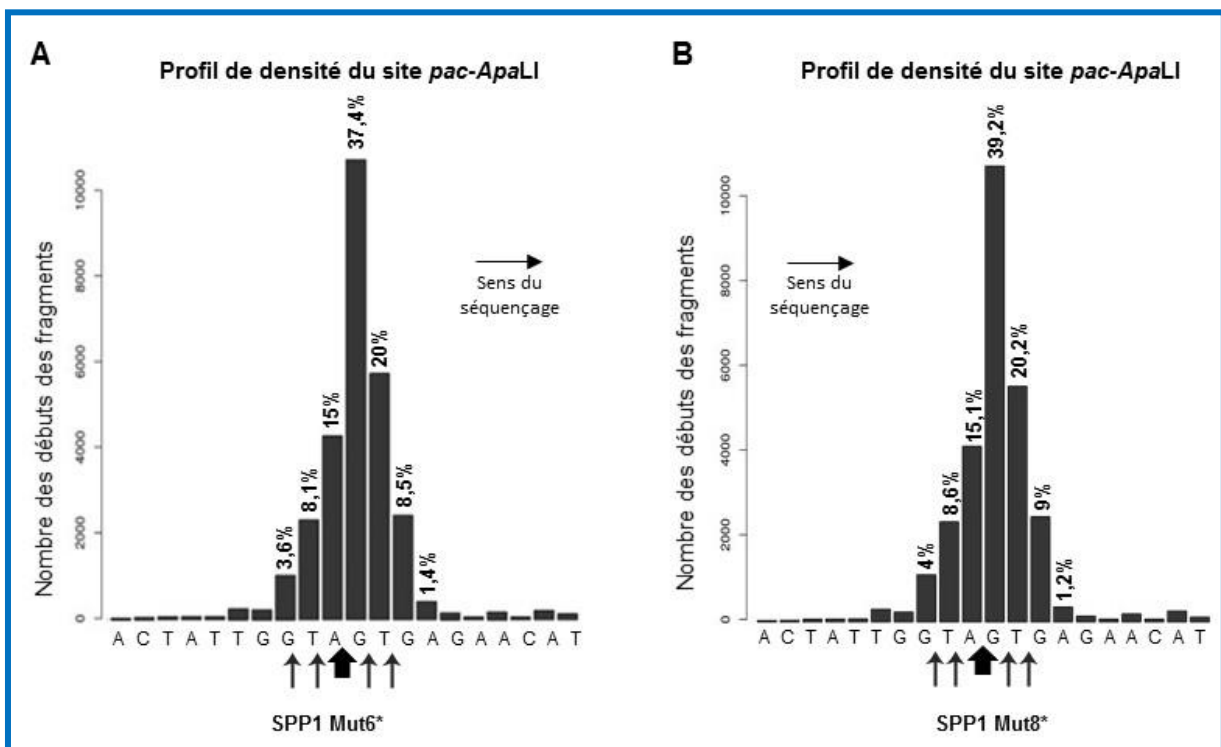 A
Profil de densité du site pac-ApaLI
Nombre des débuts des fragments
10000
8000
6000
4000
2000
0
3,6%
8,1%
15%
37,4%
20%
8,5%
1,4%
Sens du
séquençage
A C T A T T G G T A G T G A G A A C A T
SPP1 Mut6*
B
Profil de densité du site pac-ApaLI
Nombre des débuts des fragments
10000
8000
6000
4000
2000
0
Sens du
séquençage
4%
8,6%
15,1%
39,2%
20,2%
9%
1,2%
A C T A T T G G T A G T G A G A A C A T
SPP1 Mut8*